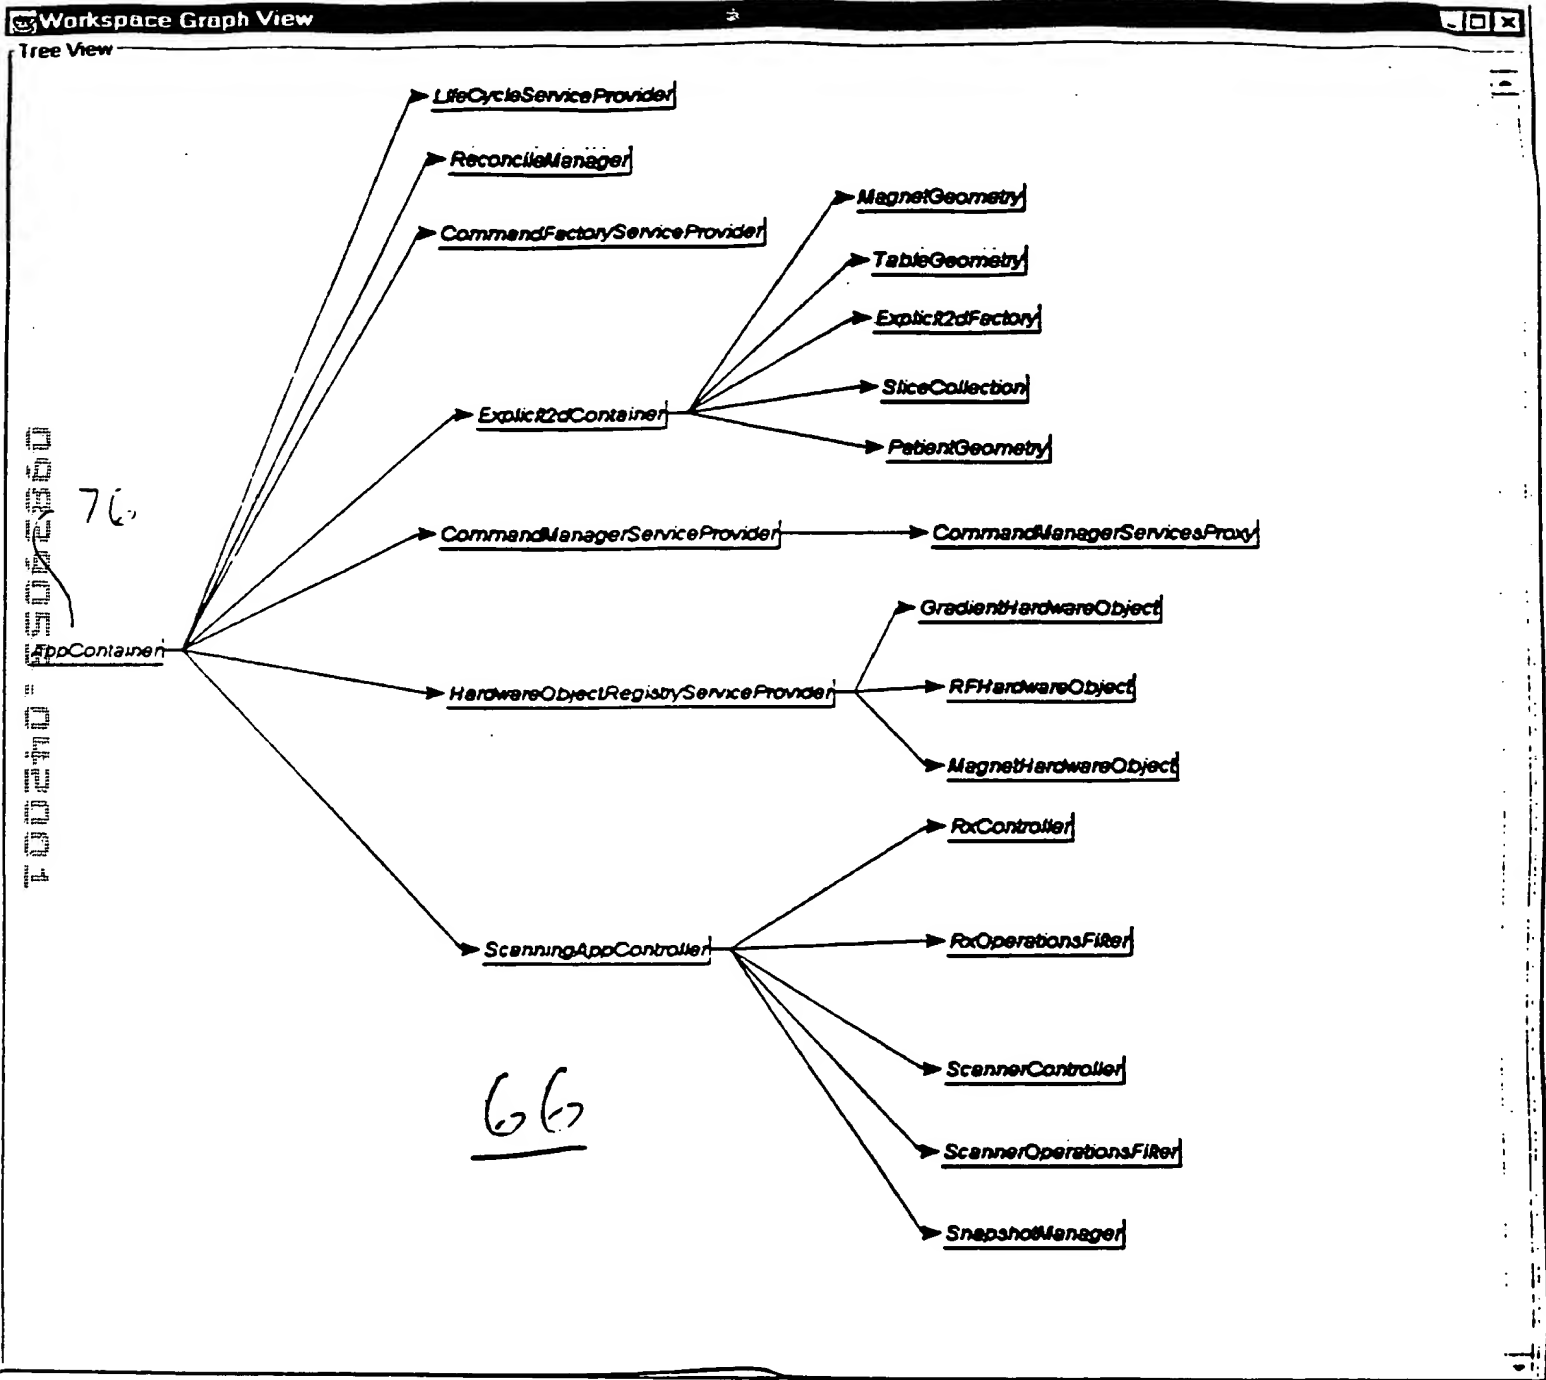 Workspace Graph View
Tree View
LifeCycleServiceProvider
ReconcileManager
MagnetGeometry
CommandFactoryServiceProvider
TableGeometry
Explicit2dFactory
SliceCollection
Explicit2dContainer
PatientGeometry
76
CommandManagerServiceProvider
CommandManagerServicesProxy
GradientHardwareObject
AppContainer
HardwareObjectRegistryServiceProvider
RFHardwareObject
MagnetHardwareObject
RxController
RxOperationsFilter
ScanningAppController
ScannerController
66
ScannerOperationsFilter
SnapshotManager